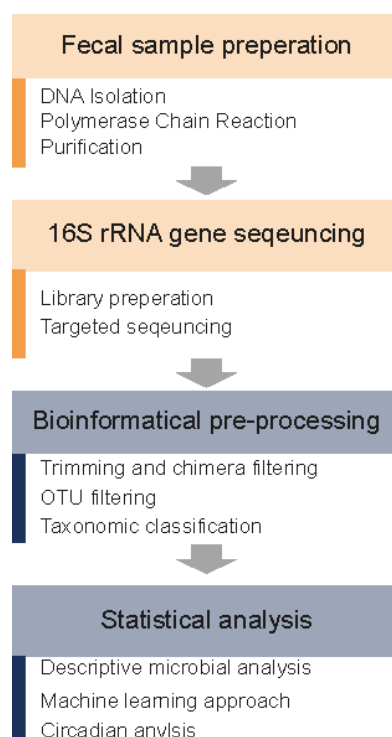 Fecal sample preperation
DNA Isolation
Polymerase Chain Reaction
Purification
16S rRNA gene seqeuncing
Library preperation
Targeted seqeuncing
Bioinformatical pre-processing
Trimming and chimera filtering
OTU filtering
Taxonomic classification
Statistical analysis
Descriptive microbial analysis
Machine learning approach
Circadian anylsis